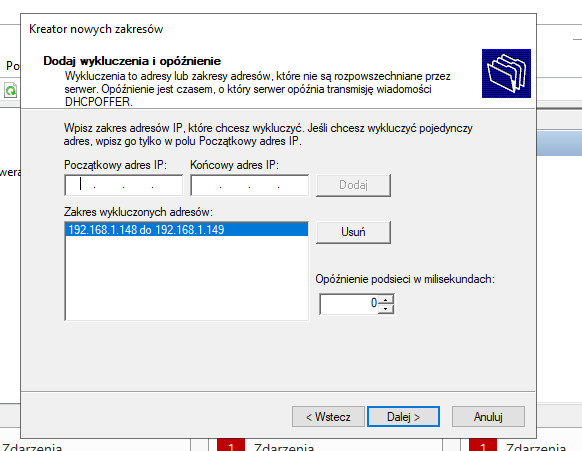 Kreator nowych zakresów
Dodaj wykluczenia i opóźnienie
Wykluczenia to adresy lub zakresy adresów, które nie są rozpowszechniane przez
serwer. Opóźnienie jest czasem, o który serwer opóźnia transmisję wiadomości
DHCPOFFER.
Po
wera
Wpisz zakres adresów IP, które chcesz wykluczyć. Jeśli chcesz wykluczyć pojedynczy
adres, wpisz go tylko w polu Początkowy adres IP.
Początkowy adres IP: Końcowy adres IP:
. . . . . . Dodaj
Zakres wykluczonych adresów:
192.168.1.148 do 192.168.1.149 Usuń
Opóźnienie podsieci w milisekundach:
0
< Wstecz Dalej > Anuluj
Zdarzenia 1 Zdarzenia 1 Zdarzenia